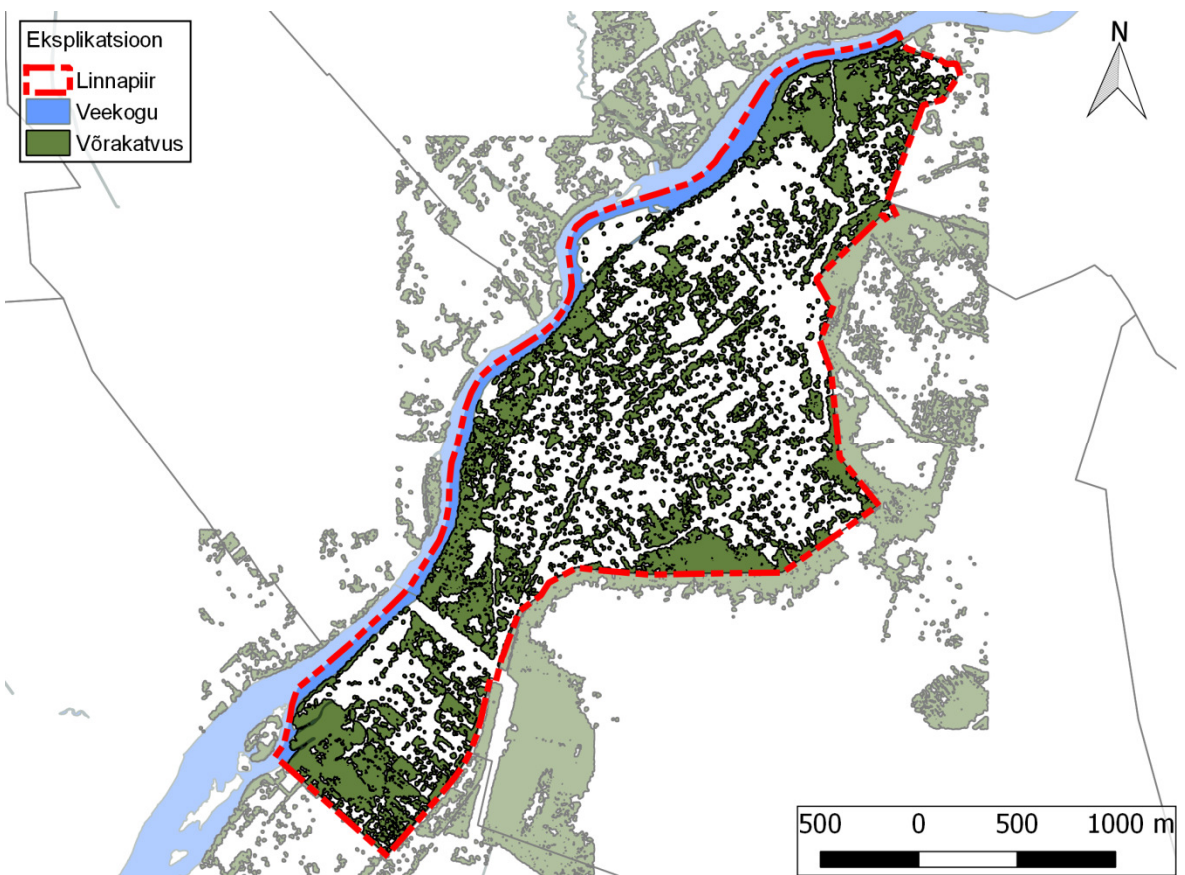 Eksplikatsioon
Linnapiir
Veekogu
Võrakatvus
N
500 0 500 1000 m